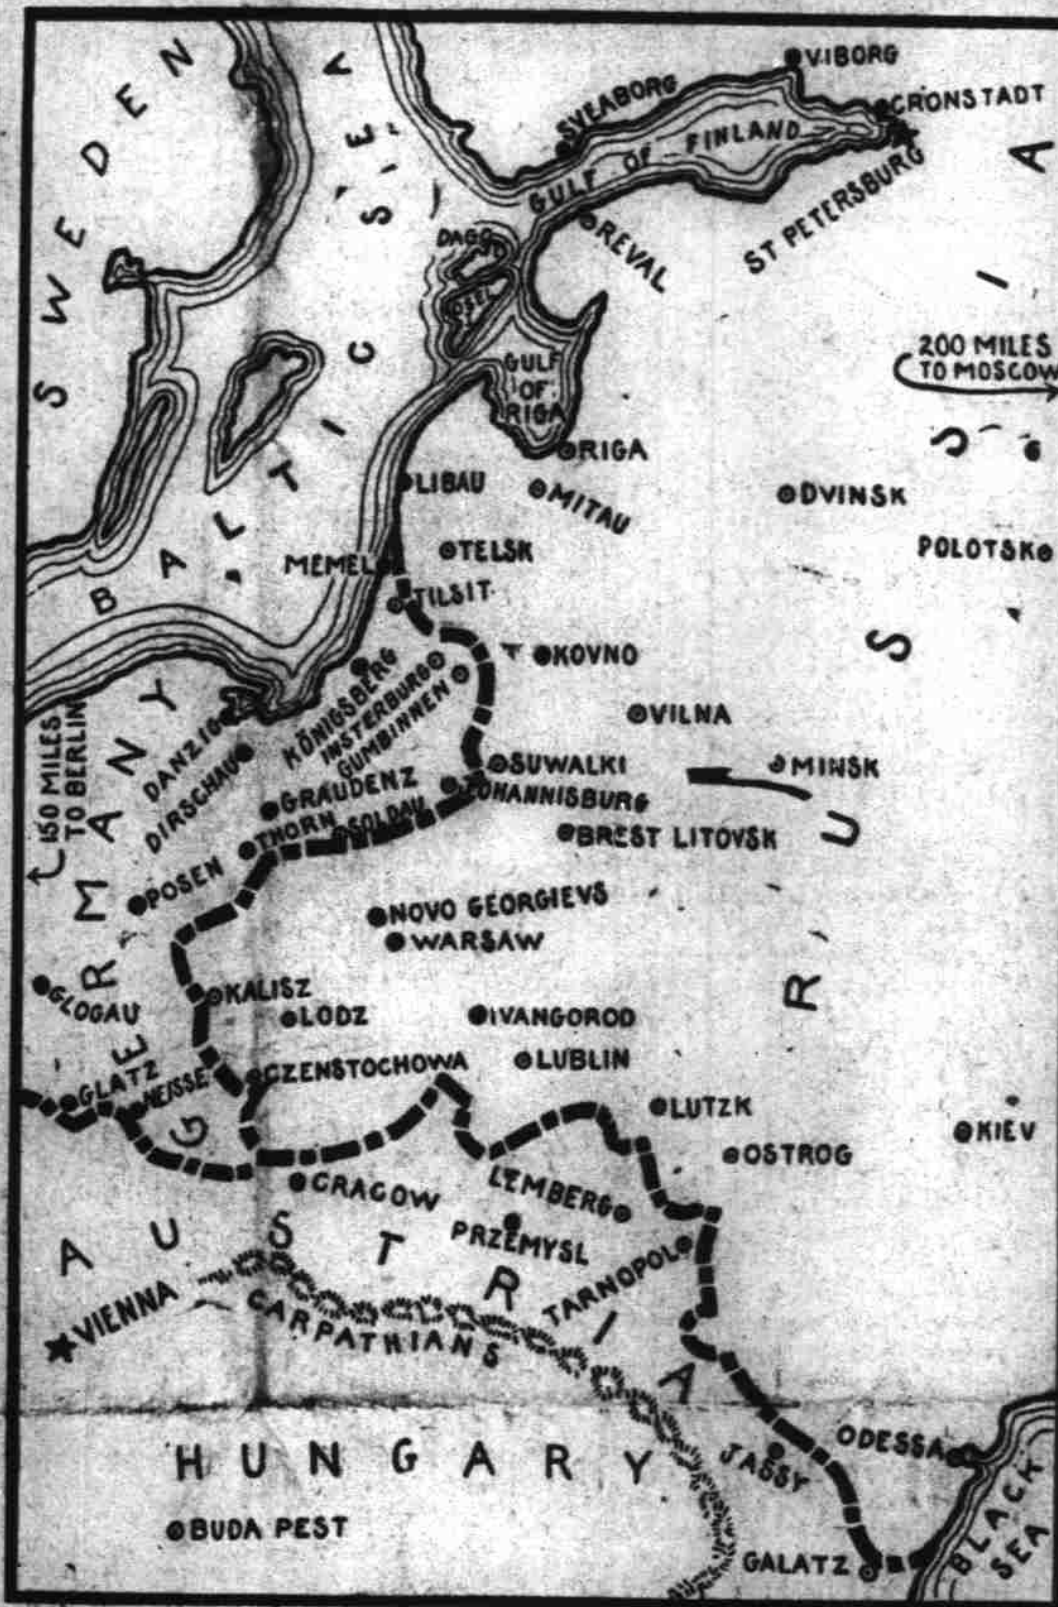 SWEDEN
BALTIC SEA
VIBORG
SVEABORG
CRONSTADT
GULF OF FINLAND
ST PETERSBURG
REVAL
DAGO
OSEL
GULF
OF
RIGA
200 MILES
TO MOSCOW
RUSSIA
RIGA
LIBAU
MITAU
DVINSK
TELSK
POLOTSK
MEMEL
TILSIT
KOVNO
KÖNIGSBERG
INSTERBURG
GUMBINNEN
VILNA
150 MILES
TO BERLIN
GERMANY
DANZIG
DIRSCHAU
SUWALKI
MINSK
GRAUDENZ
JOHANNISBURG
THORN
SOLDAU
BREST LITOVSK
POSEN
NOVO GEORGIEVS
WARSAW
GLOGAU
KALISZ
LODZ
IVANGOROD
LUBLIN
GLATZ
NEISSE
CZENSTOCHOWA
LUTZK
KIEV
OSTROG
CRACOW
LEMBERG
PRZEMYSL
TARNOPOL
AUSTRIA
VIENNA
CARPATHIANS
HUNGARY
JASSY
ODESSA
BLACK
SEA
BUDA PEST
GALATZ